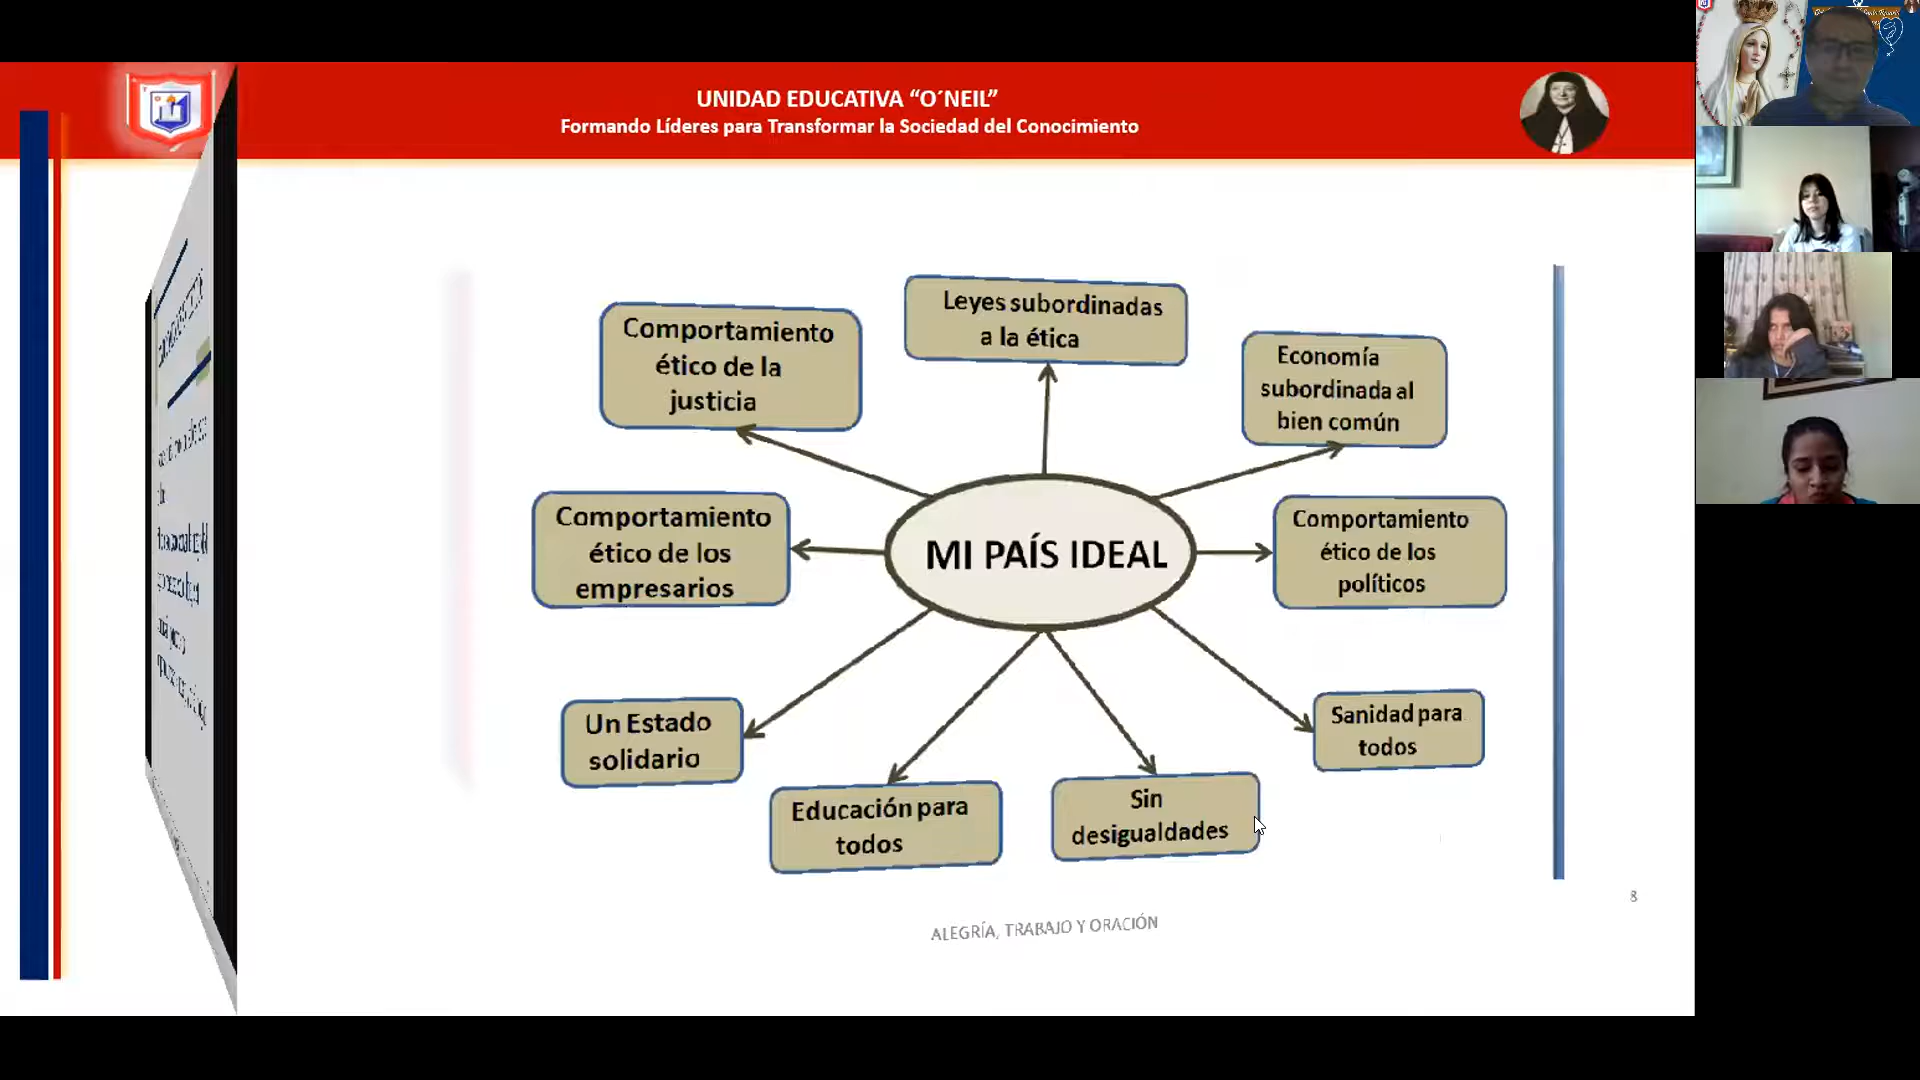 UNIDAD EDUCATIVA “O´NEIL”
Formando Líderes para Transformar la Sociedad del Conocimiento
Leyes subordinadas
a la ética
Comportamiento
ético de la
justicia
Economía
subordinada al
bien común
Comportamiento
ético de los
empresarios
MI PAÍS IDEAL
Comportamiento
ético de los
políticos
Un Estado
solidario
Sanidad para
todos
Educación para
todos
Sin
desigualdades
8
ALEGRÍA, TRABAJO Y ORACIÓN